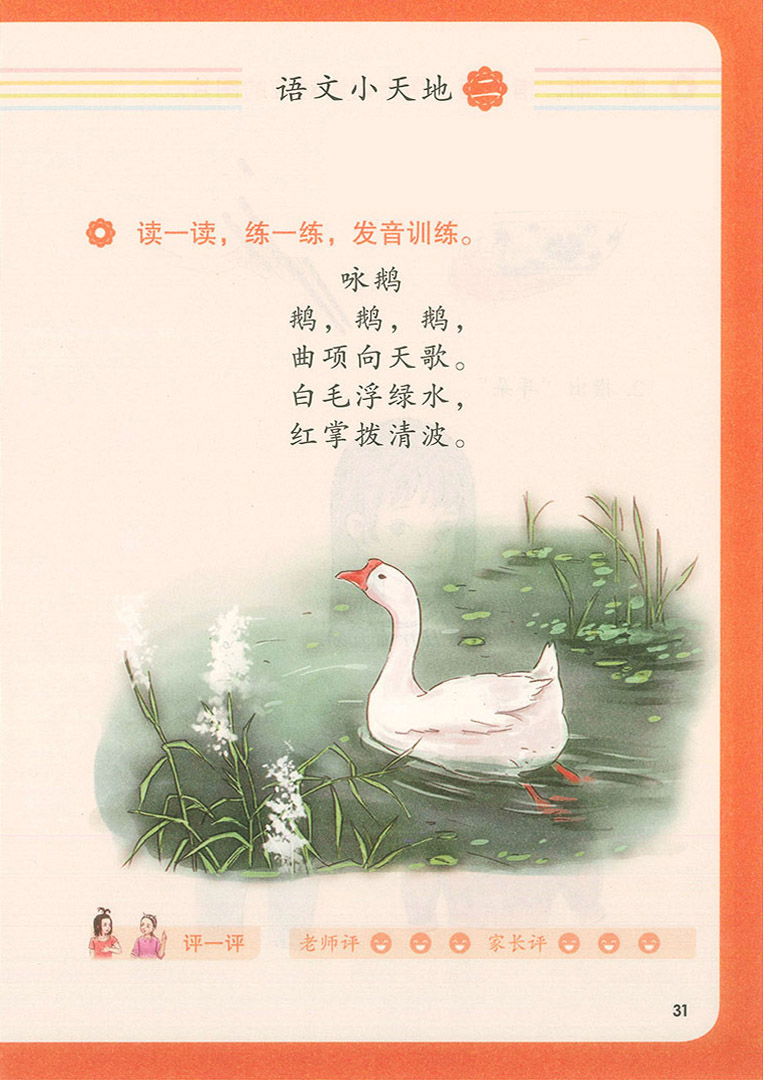 语文小天地 二
读一读，练一练，发音训练。
咏鹅
鹅，鹅，鹅，
曲项向天歌。
白毛浮绿水，
红掌拨清波。
评一评 老师评 家长评
31